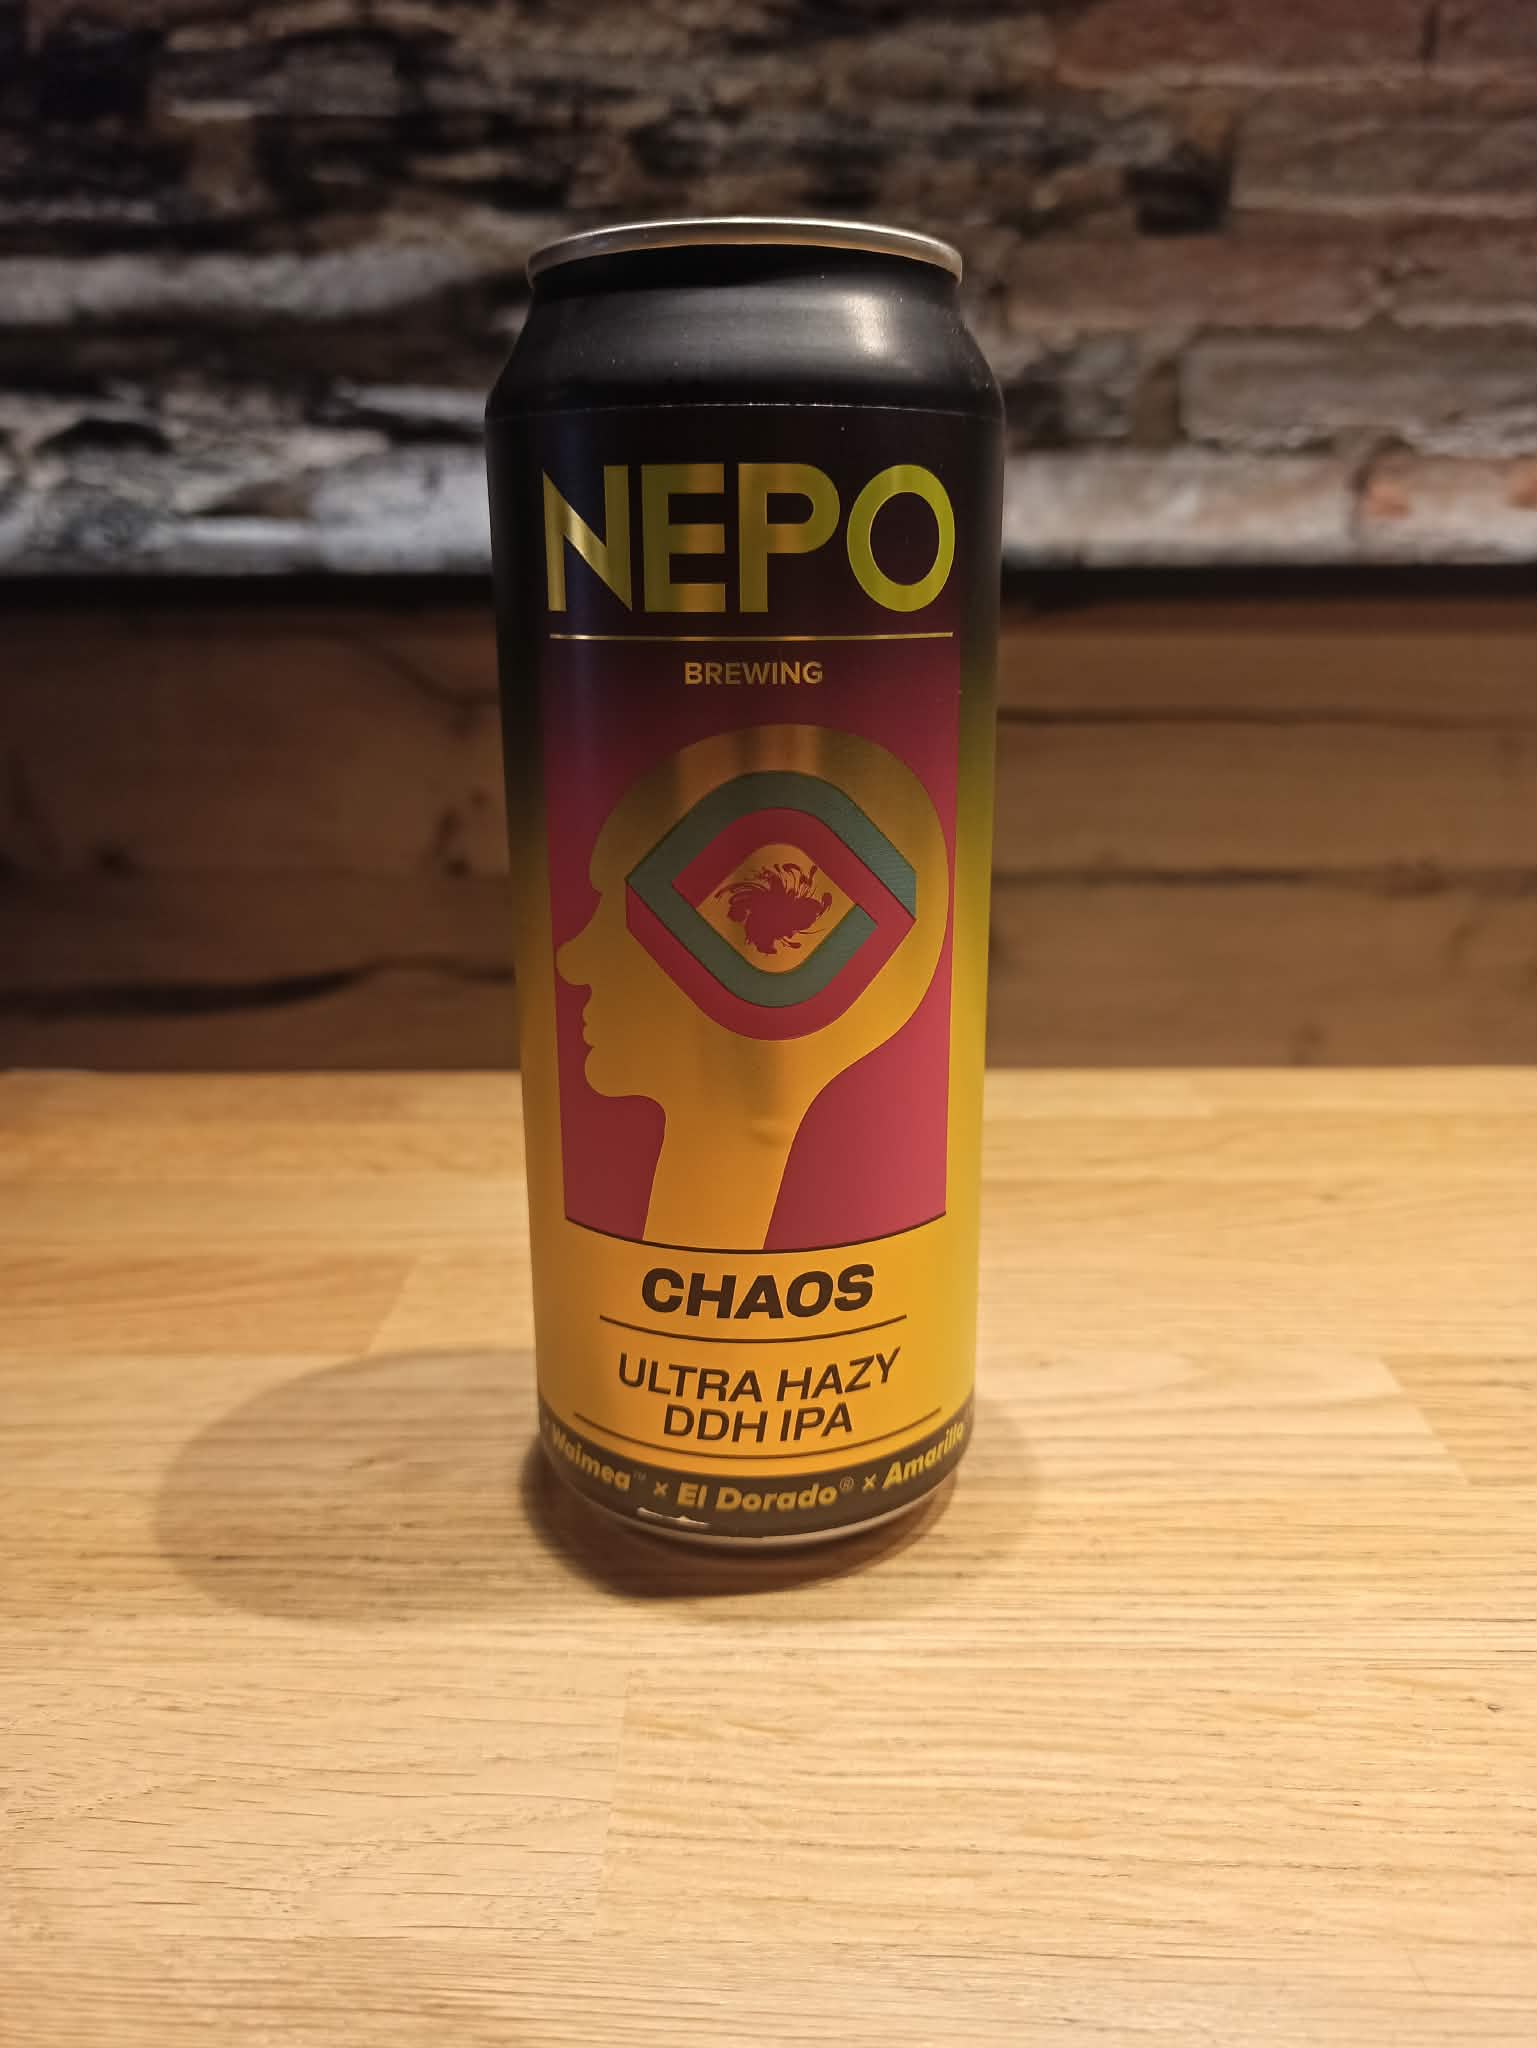 NEPO
BREWING
CHAOS
ULTRA HAZY
DDH IPA
Waimea™ × El Dorado® × Amarillo